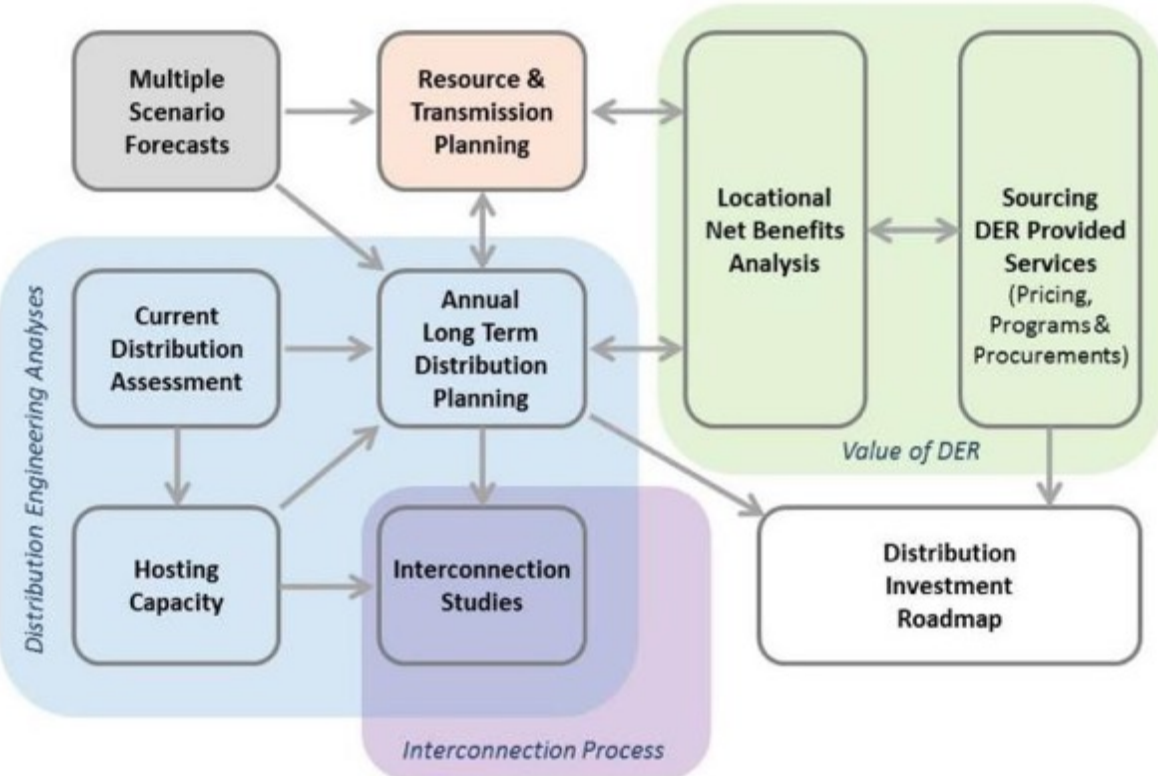 Multiple
Scenario
Forecasts
Resource &
Transmission
Planning
Locational
Net Benefits
Analysis
Sourcing
DER Provided
Services
(Pricing,
Programs &
Procurements)
Value of DER
Distribution Engineering Analyses
Current
Distribution
Assessment
Annual
Long Term
Distribution
Planning
Hosting
Capacity
Interconnection
Studies
Distribution
Investment
Roadmap
Interconnection Process